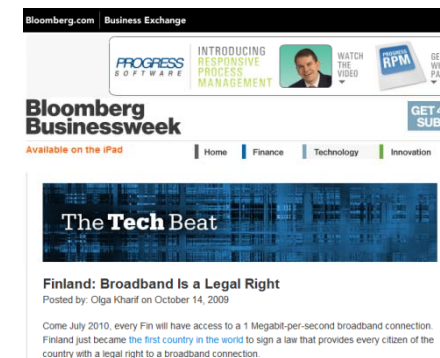 Bloomberg.com Business Exchange
PROGRESS
SOFTWARE
INTRODUCING
RESPONSIVE
PROCESS
MANAGEMENT
WATCH
THE
VIDEO
PROGRESS
RPM
Bloomberg
Businessweek
GET 4
SUB
Available on the iPad
Home Finance Technology Innovation
The Tech Beat
Finland: Broadband Is a Legal Right
Posted by: Olga Kharif on October 14, 2009
Come July 2010, every Fin will have access to a 1 Megabit-per-second broadband connection.
Finland just became the first country in the world to sign a law that provides every citizen of the
country with a legal right to a broadband connection.